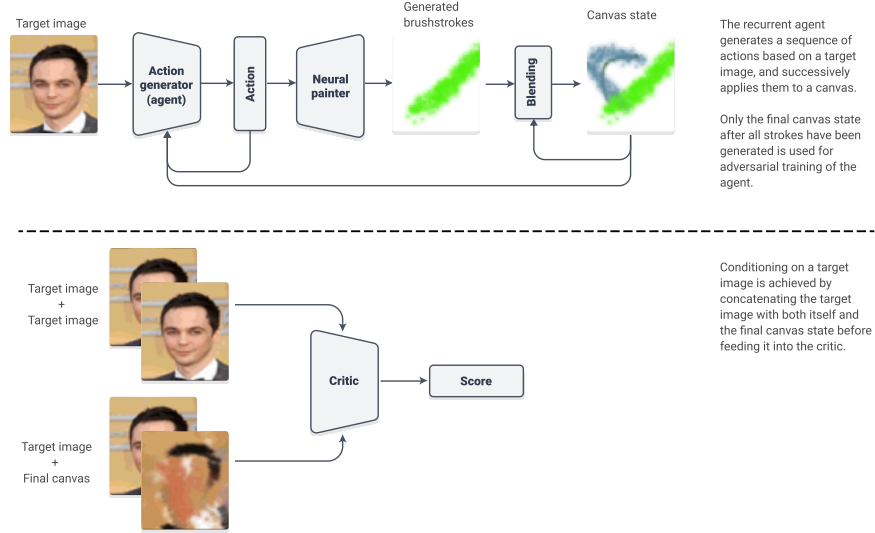 Target image
Generated
brushstrokes
Canvas state
Action
generator
(agent)
Action
Neural
painter
Blending
The recurrent agent
generates a sequence of
actions based on a target
image, and successively
applies them to a canvas.
Only the final canvas state
after all strokes have been
generated is used for
adversarial training of the
agent.
Target image
+
Target image
Critic
Score
Target image
+
Final canvas
Conditioning on a target
image is achieved by
concatenating the target
image with both itself and
the final canvas state before
feeding it into the critic.